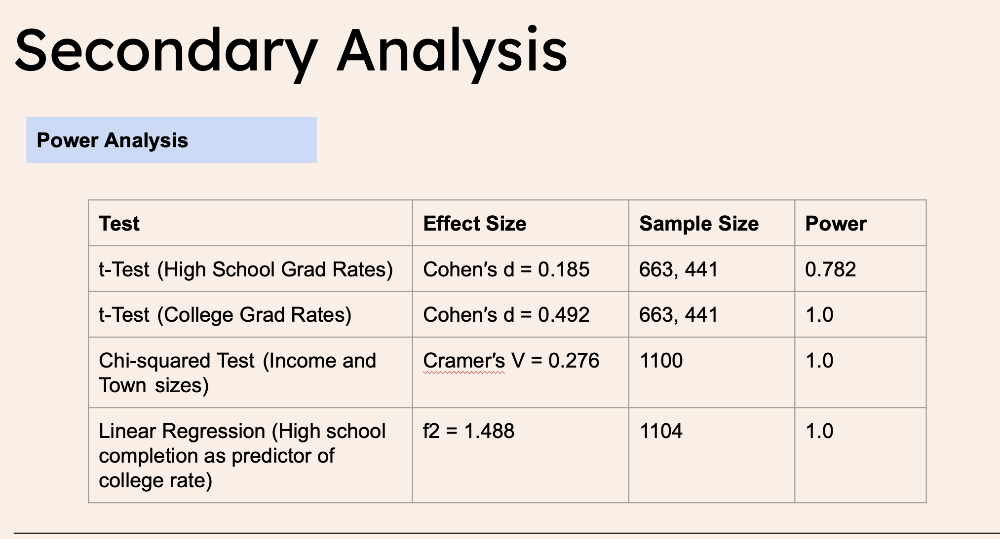 Secondary Analysis
Power Analysis
Test Effect Size Sample Size Power
t-Test (High School Grad Rates) Cohen's d = 0.185 663, 441 0.782
t-Test (College Grad Rates) Cohen's d = 0.492 663, 441 1.0
Chi-squared Test (Income and Cramer's V = 0.276 1100 1.0
Town sizes)
Linear Regression (High school f2 = 1.488 1104 1.0
completion as predictor of
college rate)